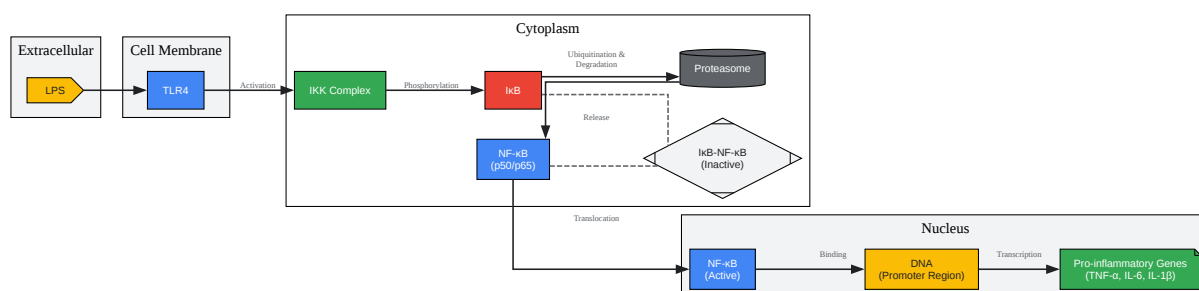 Extracellular
LPS
Cell Membrane
TLR4
Activation
Cytoplasm
IKK Complex
Phosphorylation
IκB
Ubiquitination &
Degradation
Proteasome
Release
NF-κB
(p50/p65)
IκB-NF-κB
(Inactive)
Translocation
Nucleus
NF-κB
(Active)
Binding
DNA
(Promoter Region)
Transcription
Pro-inflammatory Genes
(TNF-α, IL-6, IL-1β)